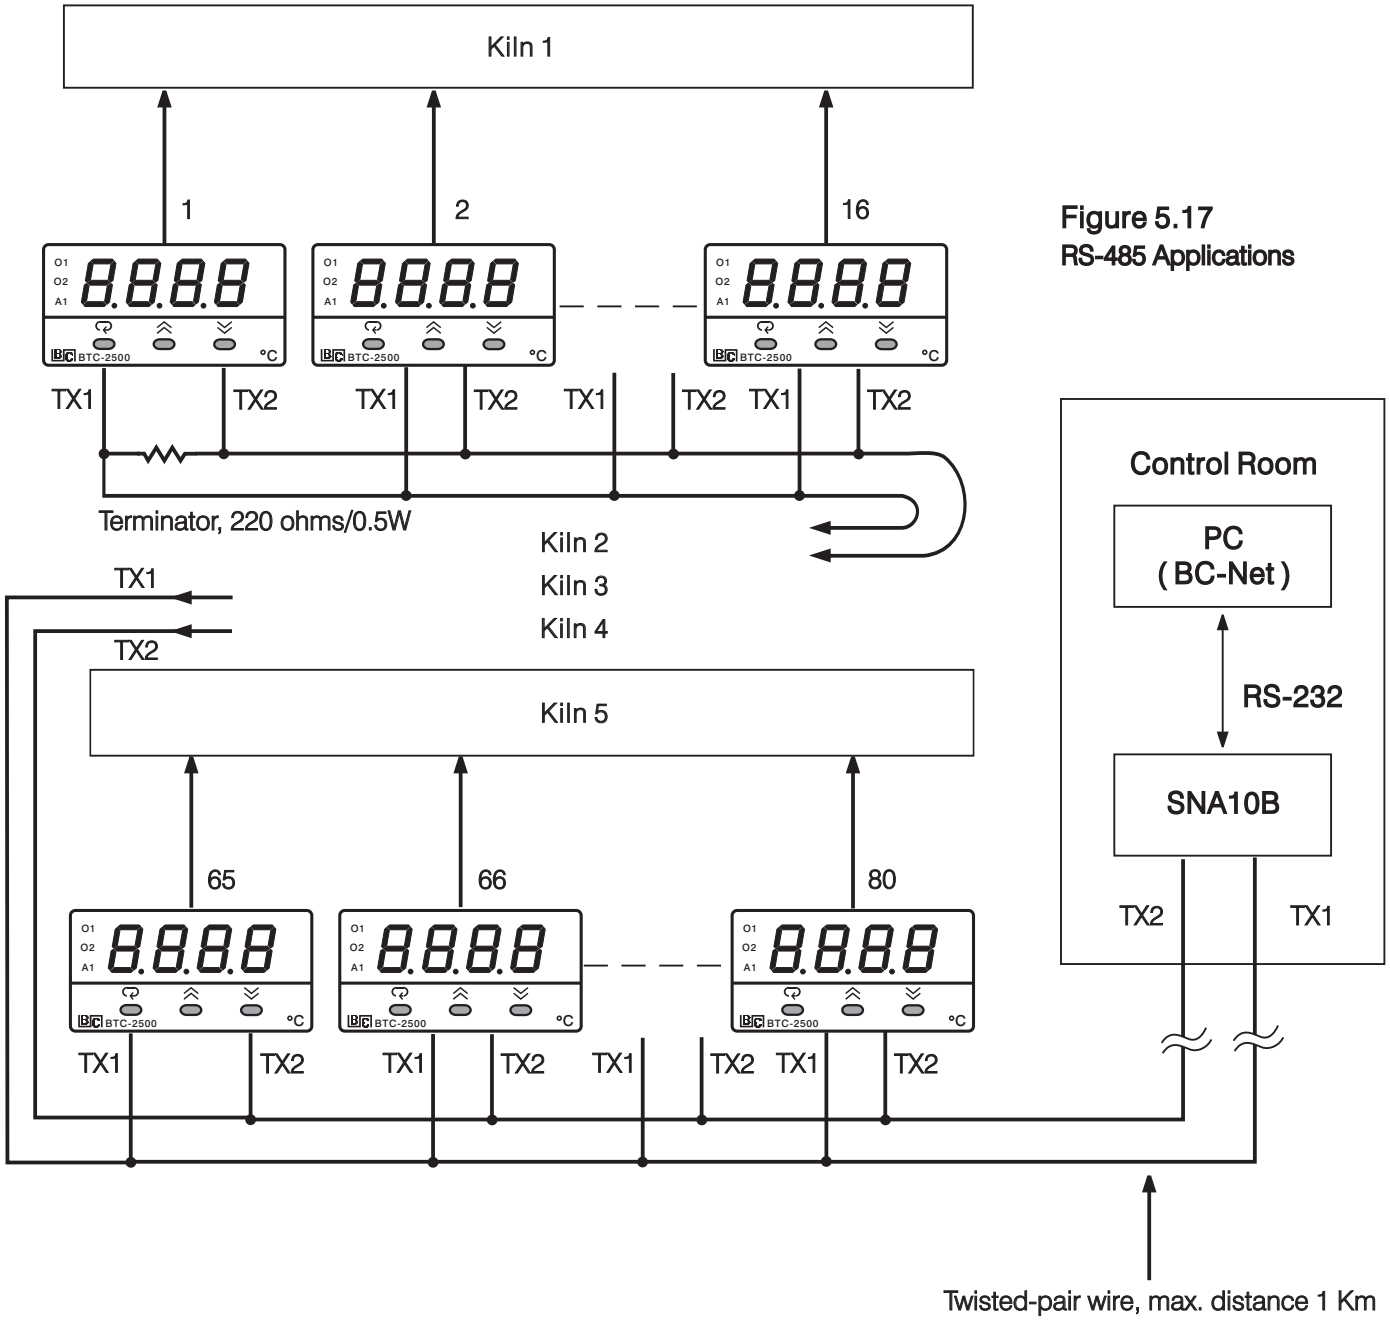 Kiln 1
1
2
16
Figure 5.17
RS-485 Applications
O1
O2
A1
8.8.8.8
BC BTC-2500
°C
O1
O2
A1
8.8.8.8
BC BTC-2500
°C
O1
O2
A1
8.8.8.8
BC BTC-2500
°C
TX1
TX2
TX1
TX2
TX1
TX2
TX1
TX2
Terminator, 220 ohms/0.5W
Control Room
PC
( BC-Net )
RS-232
SNA10B
TX2
TX1
Kiln 2
Kiln 3
Kiln 4
TX1
TX2
Kiln 5
65
66
80
O1
O2
A1
8.8.8.8
BC BTC-2500
°C
O1
O2
A1
8.8.8.8
BC BTC-2500
°C
O1
O2
A1
8.8.8.8
BC BTC-2500
°C
TX1
TX2
TX1
TX2
TX1
TX2
TX1
TX2
Twisted-pair wire, max. distance 1 Km